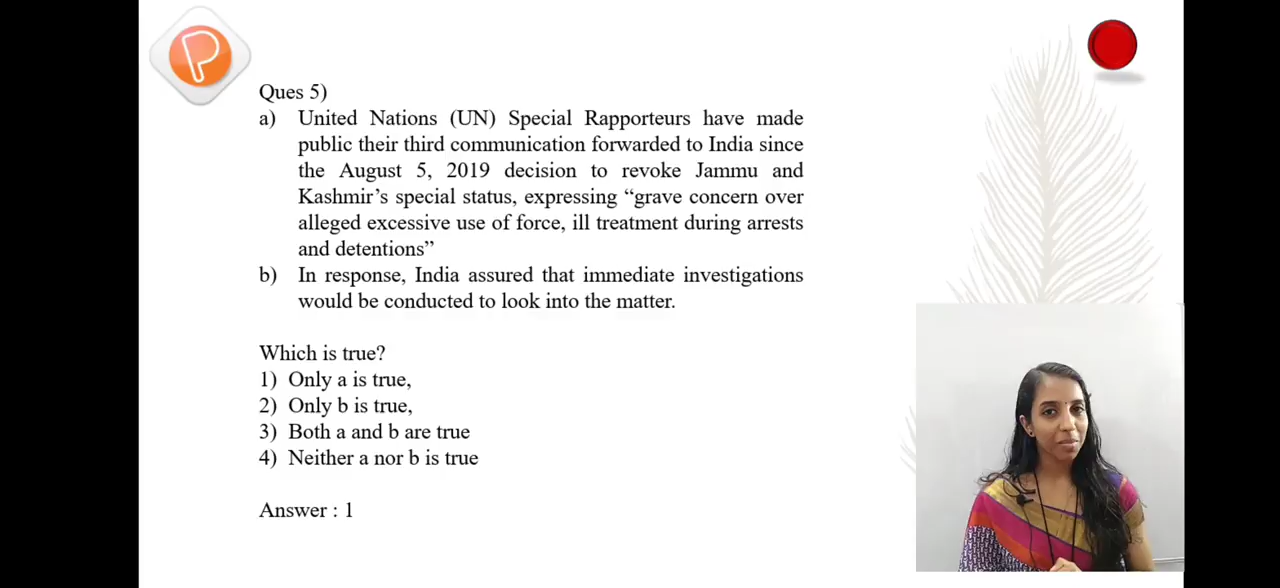 Ques 5)
a) United Nations (UN) Special Rapporteurs have made
public their third communication forwarded to India since
the August 5, 2019 decision to revoke Jammu and
Kashmir’s special status, expressing “grave concern over
alleged excessive use of force, ill treatment during arrests
and detentions”
b) In response, India assured that immediate investigations
would be conducted to look into the matter.
Which is true?
1) Only a is true,
2) Only b is true,
3) Both a and b are true
4) Neither a nor b is true
Answer : 1